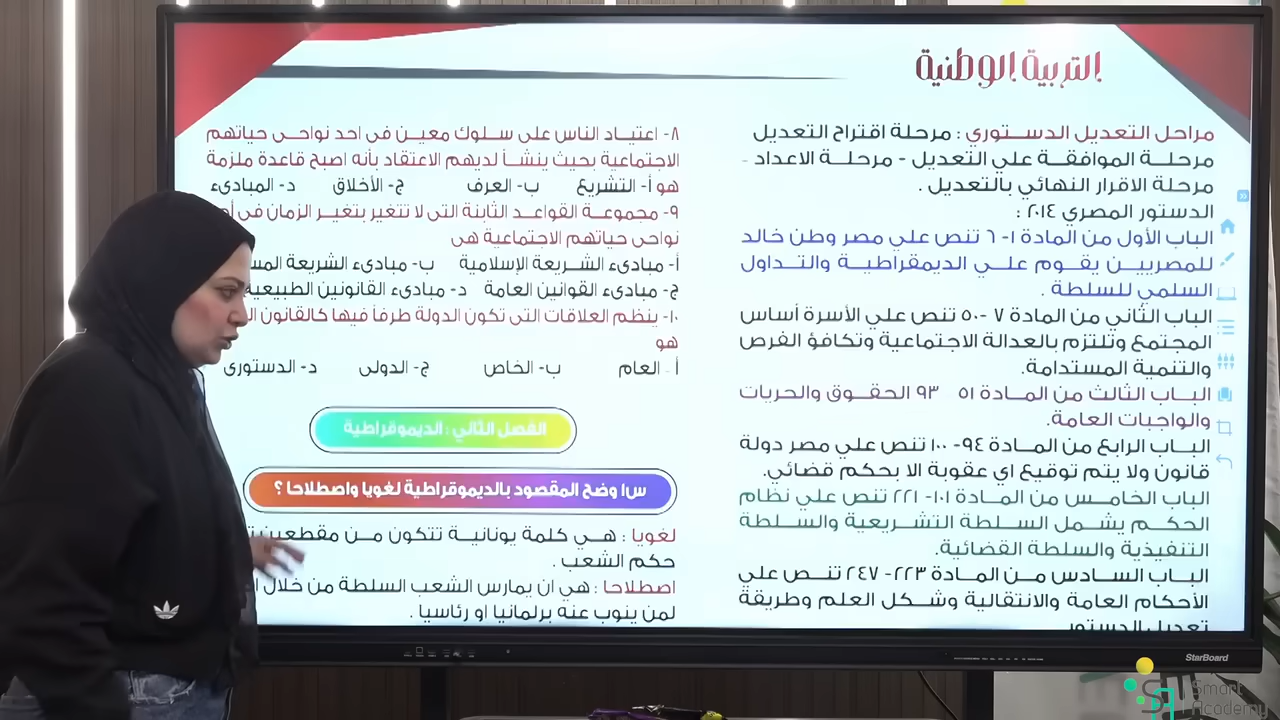 التربية الوطنية
مراحل التعديل الدستوري : مرحلة اقتراح التعديل
مرحلة الموافقة علي التعديل - مرحلة الاعداد -
مرحلة الاقرار النهائي بالتعديل .
الدستور المصري ٢٠١٤ :
الباب الأول من المادة ١- ٦ تنص علي مصر وطن خالد
للمصريين يقوم علي الديمقراطية والتداول
السلمي للسلطة .
الباب الثاني من المادة ٧ -٥٠ تنص علي الأسرة أساس
المجتمع وتلتزم بالعدالة الاجتماعية وتكافؤ الفرص
والتنمية المستدامة.
الباب الثالث من المادة ٥١ ٩٣ الحقوق والحريات
والواجبات العامة.
الباب الرابع من المادة ٩٤- ١٠٠ تنص علي مصر دولة
قانون ولا يتم توقيع اي عقوبة الا بحكم قضائي.
الباب الخامس من المادة ١٠١- ٢٢١ تنص علي نظام
الحكم يشمل السلطة التشريعية والسلطة
التنفيذية والسلطة القضائية.
الباب السادس من المادة ٢٢٣- ٢٤٧ تنص علي
الأحكام العامة والانتقالية وشكل العلم وطريقة
تعديل الدستور
٨- اعتياد الناس على سلوك معين فى احد نواحى حياتهم
الاجتماعية بحيث ينشأ لديهم الاعتقاد بأنه اصبح قاعدة ملزمة
هو أ- التشريع ب- العرف ج- الأخلاق د- المبادىء
٩- مجموعة القواعد الثابتة التى لا تتغير بتغير الزمان فى
نواحى حياتهم الاجتماعية هى
أ- مبادىء الشريعة الإسلامية ب- مبادىء الشريعة
ج- مبادىء القوانين العامة د- مبادىء القانونين الطبيعية
١٠- ينظم العلاقات التى تكون الدولة طرفاً فيها كالقانون
هو
أ- العام ب- الخاص ج- الدولى د- الدستورى
الفصل الثاني : الديموقراطية
س١ وضح المقصود بالديموقراطية لغويا واصطلاحا ؟
لغويا : هي كلمة يونانية تتكون من مقطعين
حكم الشعب .
اصطلاحا : هي ان يمارس الشعب السلطة من خلال
لمن ينوب عنه برلمانيا او رئاسيا .
StarBoard
Smart
Academy